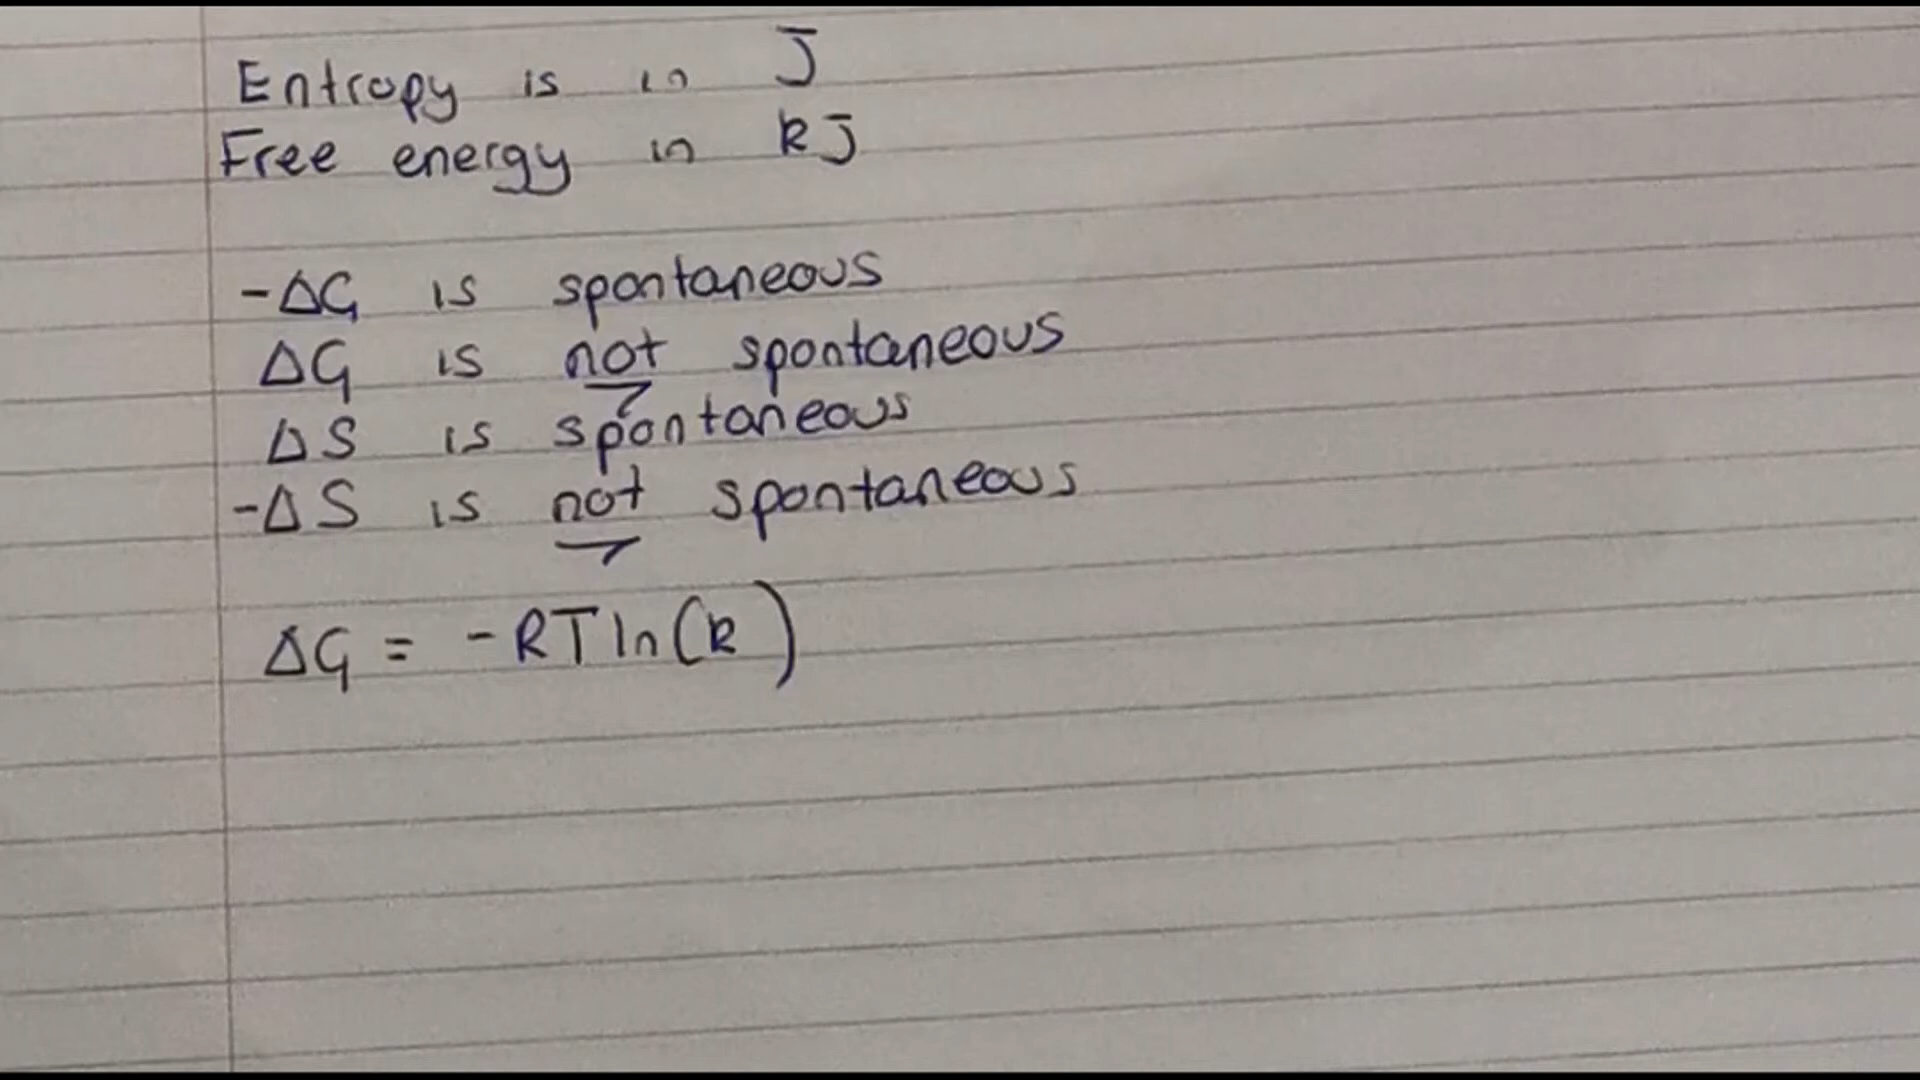 Entropy is in J
Free energy in kJ
-ΔG is spontaneous
ΔG is not spontaneous
ΔS is spontaneous
-ΔS is not spontaneous
ΔG = -RTln(k)